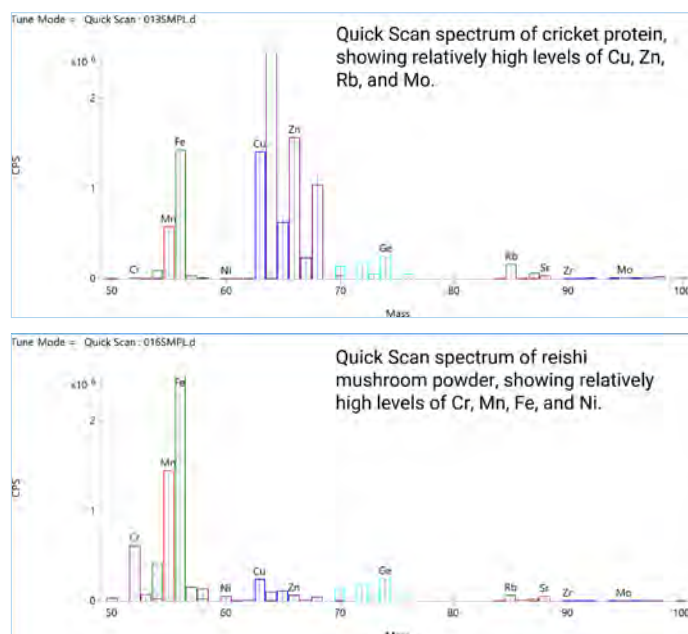 Tune Mode = Quick Scan : 013SMPL.d
Quick Scan spectrum of cricket protein,
showing relatively high levels of Cu, Zn,
Rb, and Mo.
x10 6
2
Fe
Cu
Zn
CPS
1
Mn
Ge
Cr
Ni
Rb
Sr
Zr
Mo
0
50
60
70
80
90
100
Mass
Tune Mode = Quick Scan : 016SMPL.d
Quick Scan spectrum of reishi
mushroom powder, showing relatively
high levels of Cr, Mn, Fe, and Ni.
x10 6
Fe
2
Mn
CPS
1
Cr
Ni
Cu
Zn
Ge
Rb
Sr
Zr
Mo
0
50
60
70
80
90
100
Mass